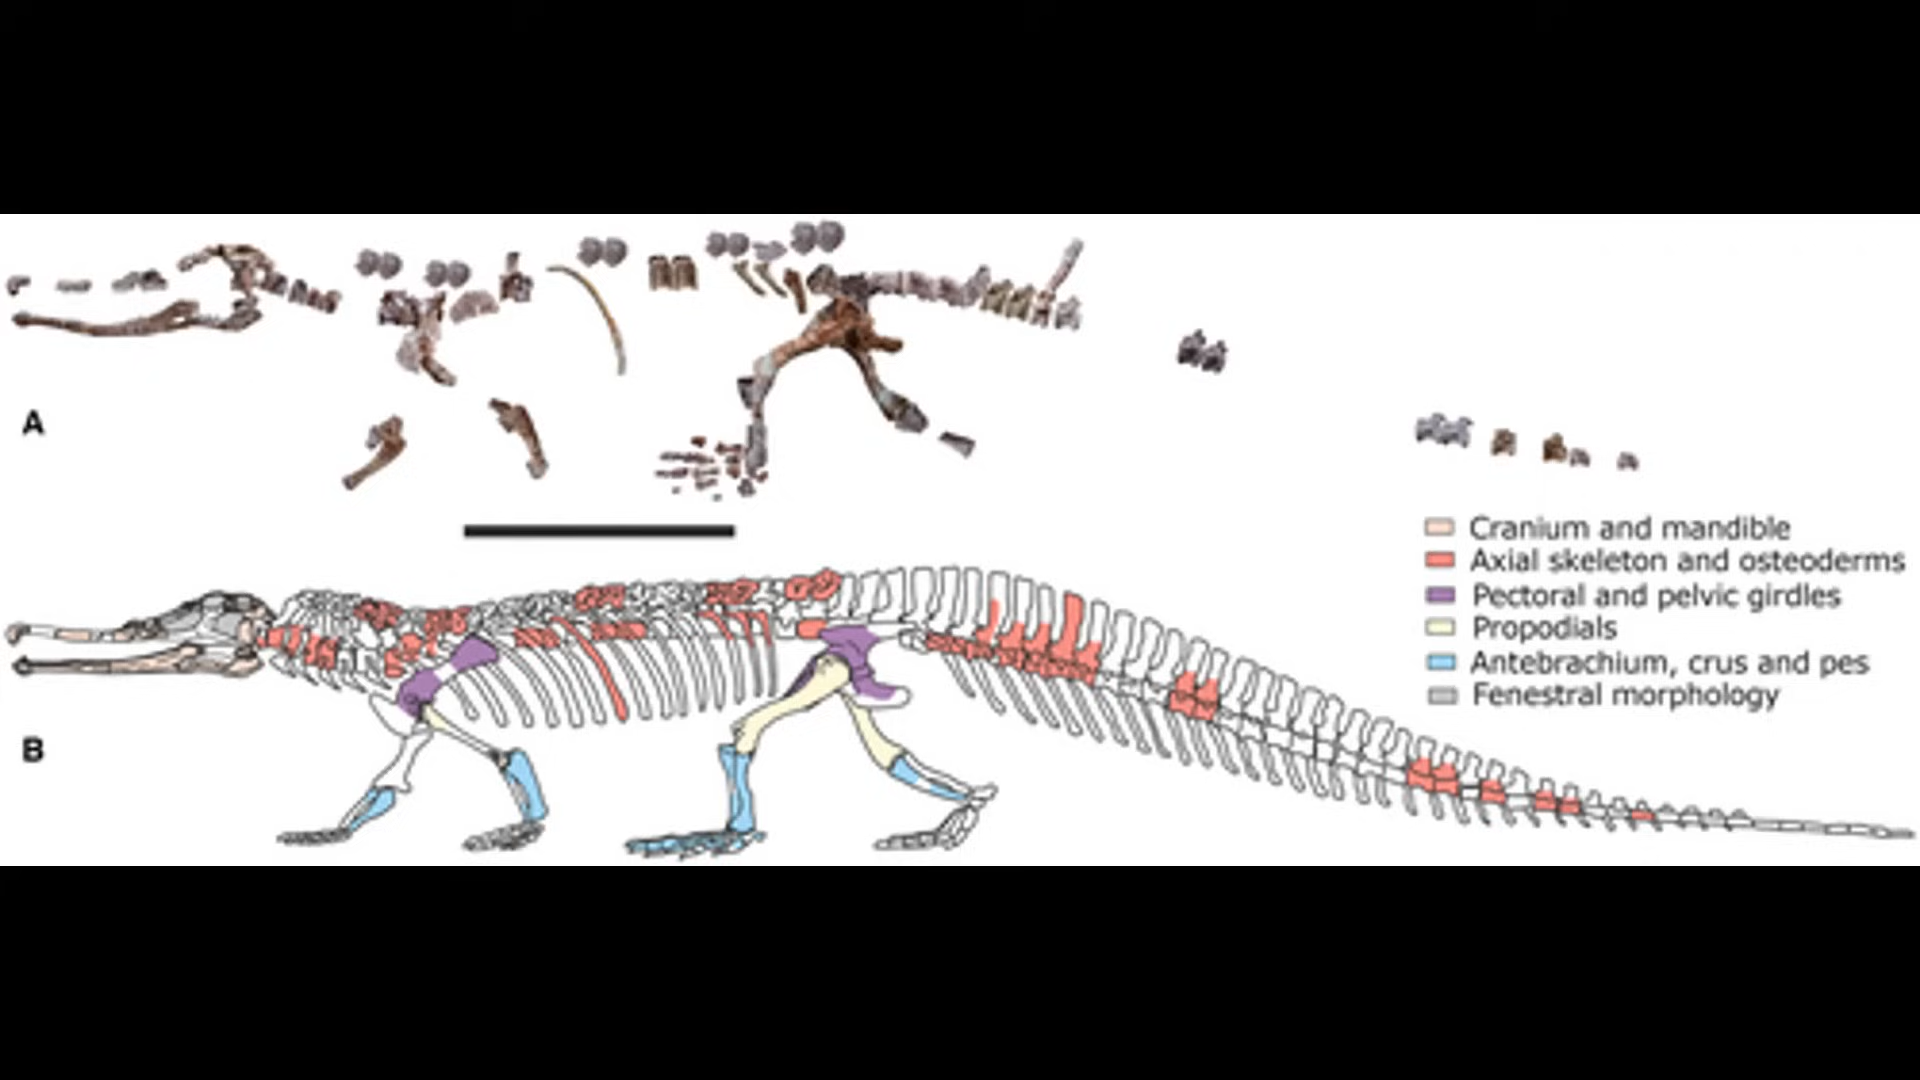 A
Cranium and mandible
Axial skeleton and osteoderms
Pectoral and pelvic girdles
Propodials
Antebrachium, crus and pes
Fenestral morphology
B